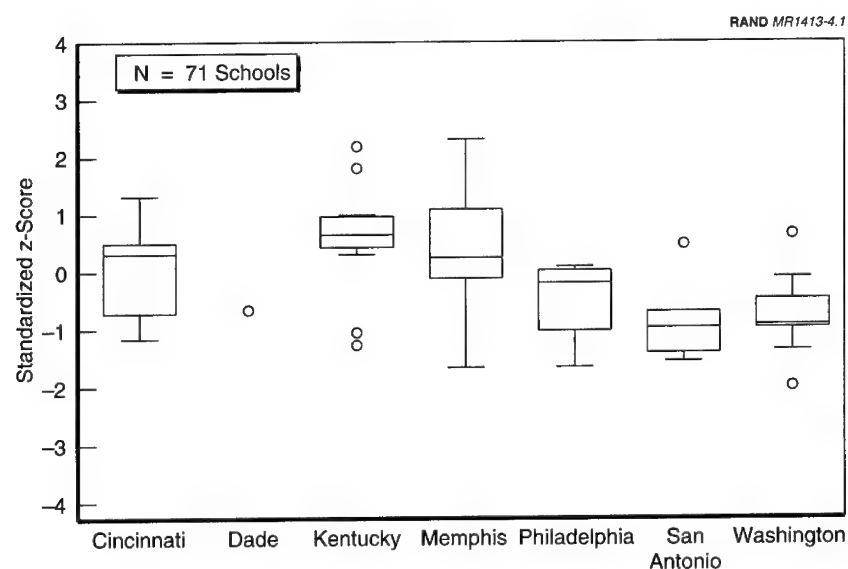 RAND MR1413-4.1
4
N = 71 Schools
3
2
1
0
–1
–2
–3
–4
Standardized z-Score
Cincinnati Dade Kentucky Memphis Philadelphia San Antonio Washington